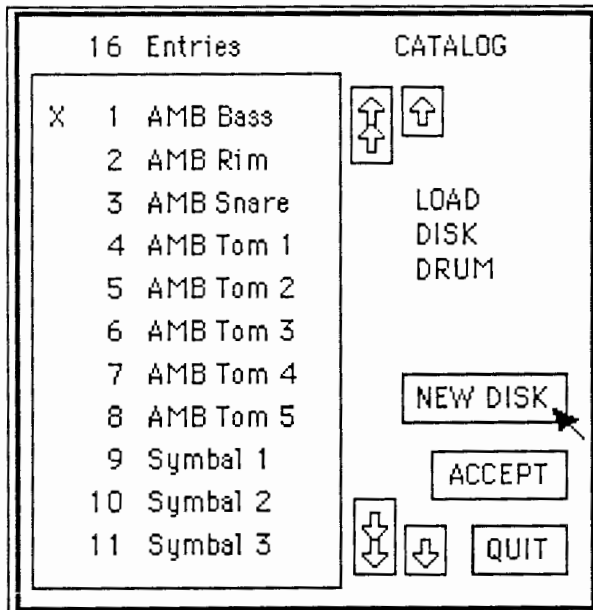 16 Entries CATALOG
X 1 AMB Bass
2 AMB Rim
3 AMB Snare
4 AMB Tom 1
5 AMB Tom 2
6 AMB Tom 3
7 AMB Tom 4
8 AMB Tom 5
9 Symbal 1
10 Symbal 2
11 Symbal 3
LOAD
DISK
DRUM
NEW DISK
ACCEPT
QUIT